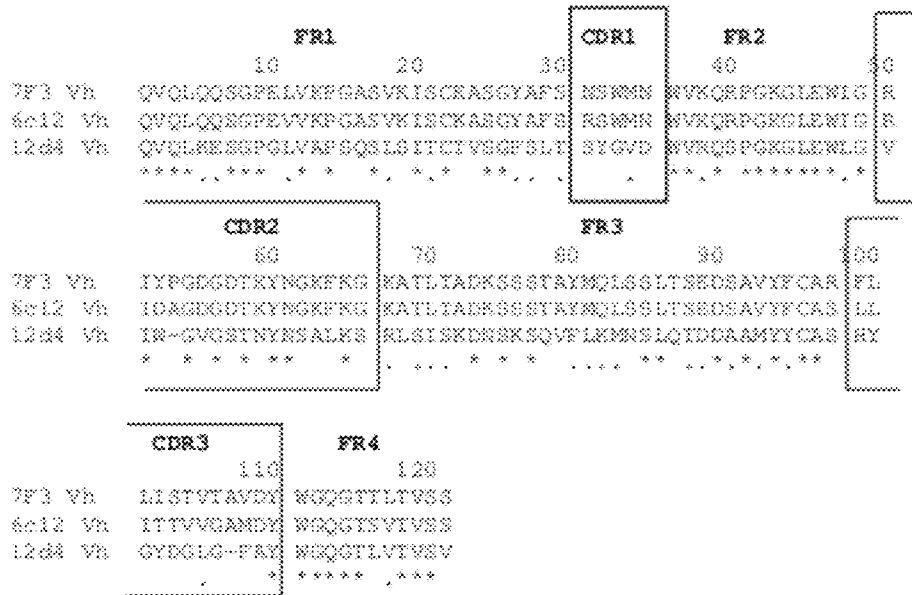 FR1 CDR1 FR2
10 20 30 40 50
7F3 Vh QVQLQQSGPELVKPGASVKISCKASGYAFS NSWMN WVKQRPGKGLEWIG R
6c12 Vh QVQLQQSGPEVVKPGASVKISCKASGYAFS RSWMN WVKQRPGKGLEWIG R
12d4 Vh QVQLKESGPGLVAPSQSLSITCTVSGFSLT SYGVD WVRQSPGKGLEWLG V
CDR2 FR3
60 70 80 90 100
7F3 Vh IYPGDGDTKYNGKFKG KATLTADKSSSTAYMQLSSLTSEDSAVYFCAR FL
6c12 Vh IDAGDGDTKYNGKFKG KATLTADKSSSTAYMQLSSLTSEDSAVYFCAS LL
12d4 Vh IW-GVGSTNYNSALKS RLSISKDNSKSQVFLKMNSLQTDDAAMYYCAS RY
CDR3 FR4
110 120
7F3 Vh LISTVTAVDY WGQGTTLTVSS
6c12 Vh ITTVVGAMDY WGQGTSVTVSS
12d4 Vh GYDGLG-FAY WGQGTLVTVSV